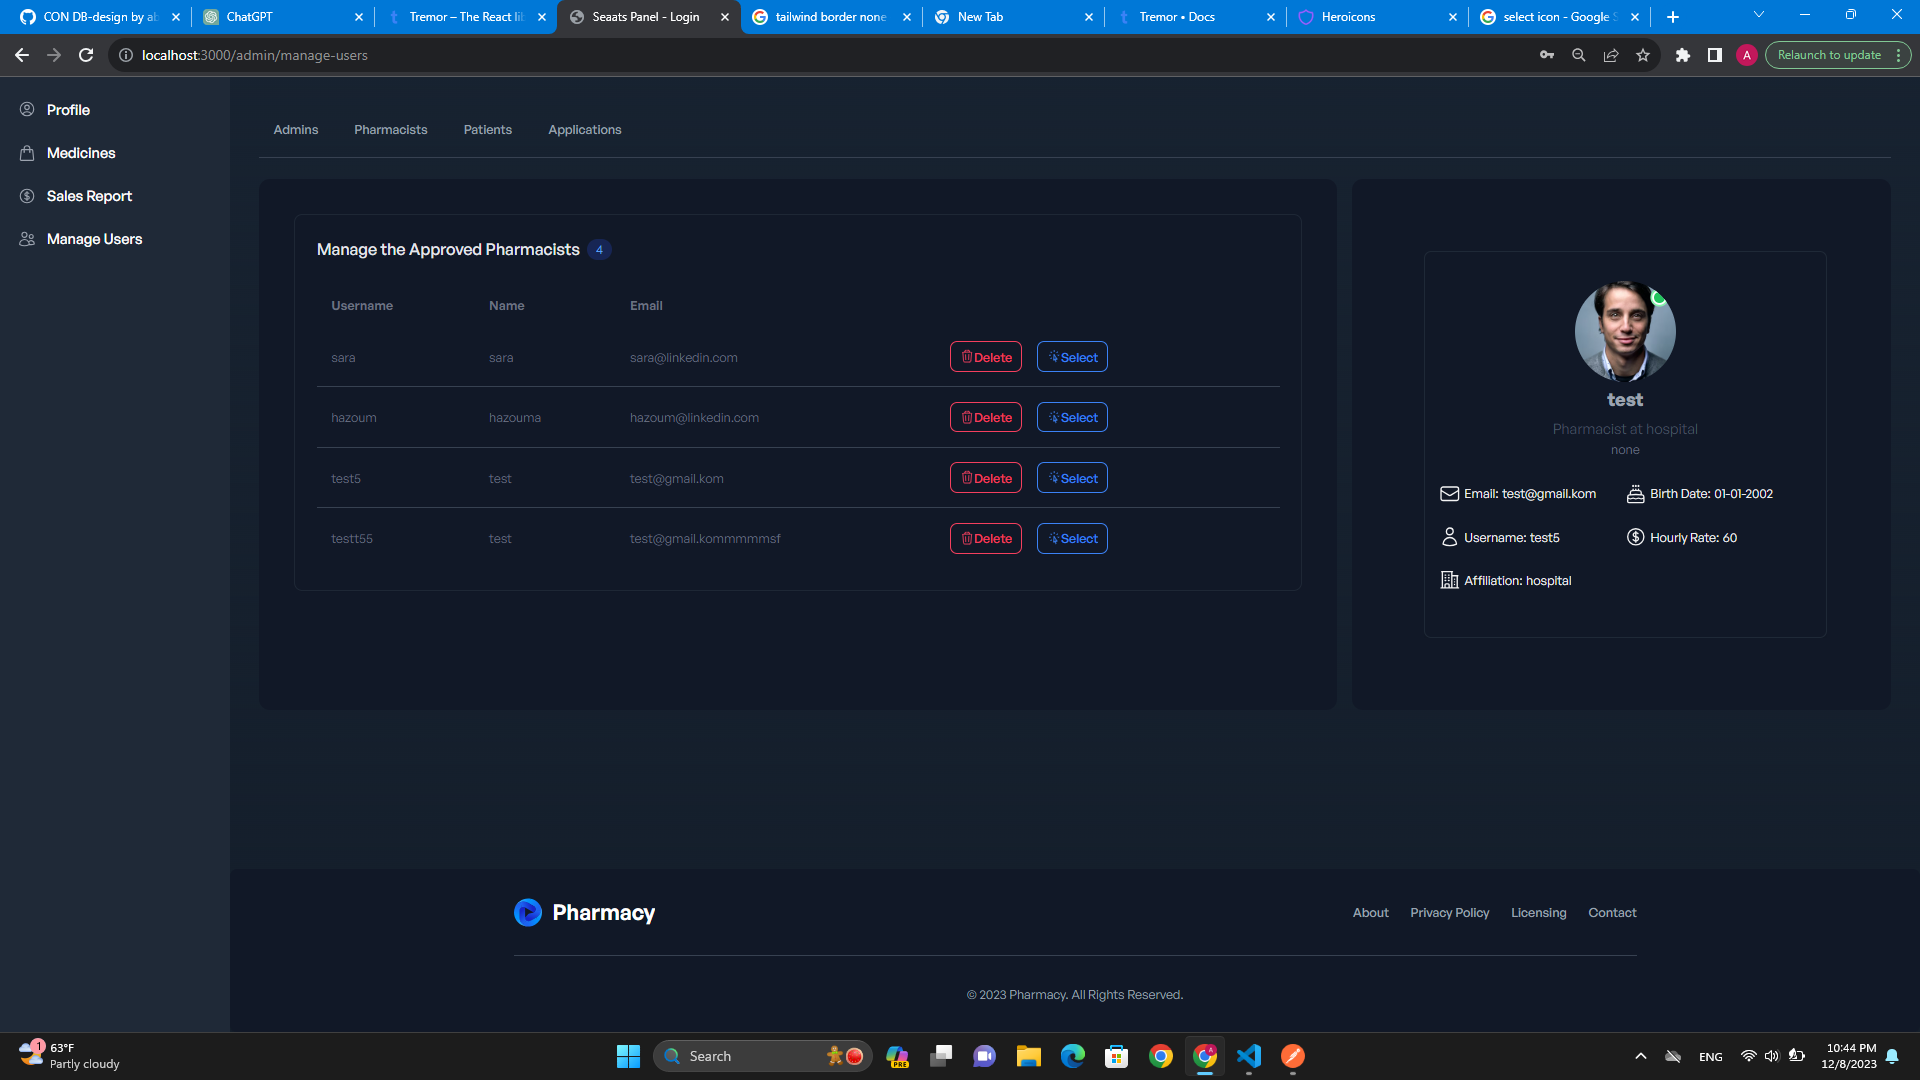 CON DB-design by ab
ChatGPT
Tremor – The React li
Seaats Panel - Login
tailwind border none
New Tab
Tremor • Docs
Heroicons
select icon - Google S
localhost:3000/admin/manage-users
A
Relaunch to update
Profile
Medicines
Sales Report
Manage Users
Admins
Pharmacists
Patients
Applications
Manage the Approved Pharmacists 4
Username Name Email
sara sara sara@linkedin.com Delete Select
hazoum hazouma hazoum@linkedin.com Delete Select
test5 test test@gmail.kom Delete Select
testt55 test test@gmail.kommmmmsf Delete Select
test
Pharmacist at hospital
none
Email: test@gmail.kom
Birth Date: 01-01-2002
Username: test5
Hourly Rate: 60
Affiliation: hospital
Pharmacy
About Privacy Policy Licensing Contact
© 2023 Pharmacy. All Rights Reserved.
1
63°F
Partly cloudy
Search
PRE
A
ENG
10:44 PM
12/8/2023